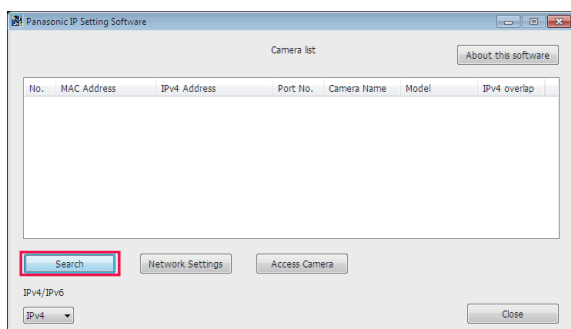 Panasonic IP Setting Software
Camera list
About this software
No. MAC Address IPv4 Address Port No. Camera Name Model IPv4 overlap
Search Network Settings Access Camera
IPv4/IPv6
IPv4 Close